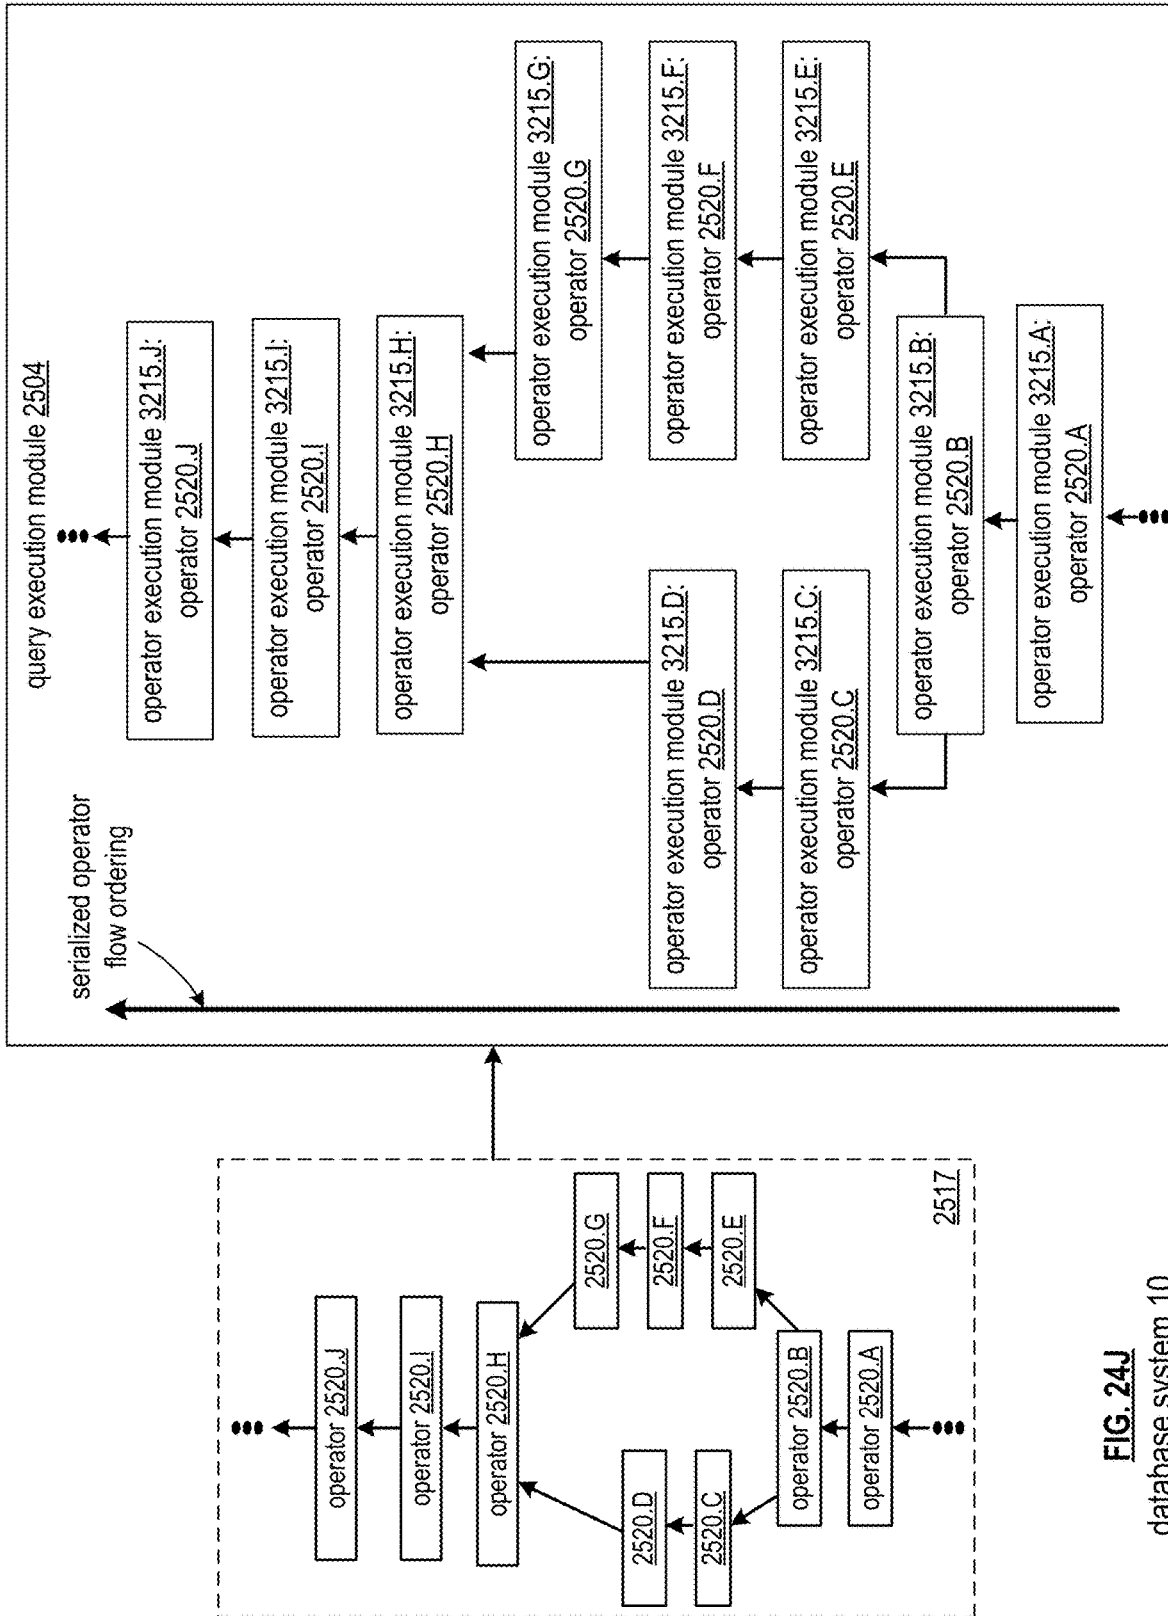 query execution module 2504
serialized operator
flow ordering
operator execution module 3215.J:
operator 2520.J
operator execution module 3215.I:
operator 2520.I
operator execution module 3215.H:
operator 2520.H
operator execution module 3215.D:
operator 2520.D
operator execution module 3215.C:
operator 2520.C
operator execution module 3215.G:
operator 2520.G
operator execution module 3215.F:
operator 2520.F
operator execution module 3215.E:
operator 2520.E
operator execution module 3215.B:
operator 2520.B
operator execution module 3215.A:
operator 2520.A
operator 2520.J
operator 2520.I
operator 2520.H
2520.D
2520.C
2520.G
2520.F
2520.E
operator 2520.B
operator 2520.A
2517
FIG. 24J
database system 10